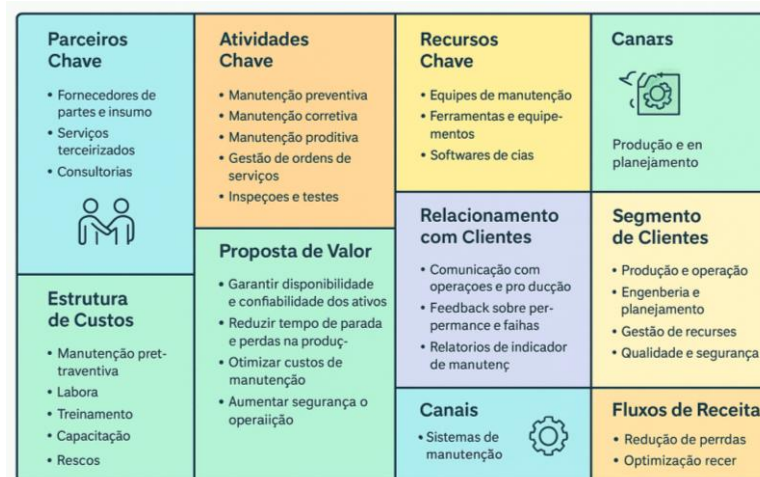 Parceiros
Chave
• Fornecedores de
partes e insumo
• Serviços
terceirizados
• Consultorias
Atividades
Chave
• Manutenção preventiva
• Manutenção corretiva
• Manutenção proditiva
• Gestão de ordens de
serviços
• Inspeçoes e testes
Recursos
Chave
• Equipes de manutenção
• Ferramentas e equipe-
mentos
• Softwares de cias
Canaıs
Produção e en
planejamento
Estrutura
de Custos
• Manutenção pret-
traventiva
• Labora
• Treinamento
• Capacitação
• Rescos
Proposta de Valor
• Garantir disponibilidade
e confiabilidade dos ativos
• Reduzir tempo de parada
e perdas na produç-
• Otimizar custos de
manutenção
• Aumentar segurança o
operaiição
Relacionamento
com Clientes
• Comunicação com
operaçoes e pro ducção
• Feedback sobre per-
permance e faihas
• Relatorios de indicador
de manutenç
Segmento
de Clientes
• Produção e operação
• Engenberia e
planejamento
• Gestão de recurses
• Qualidade e segurança
Canais
• Sistemas de
manutenção
Fluxos de Receita
• Redução de perrdas
• Optimização recer